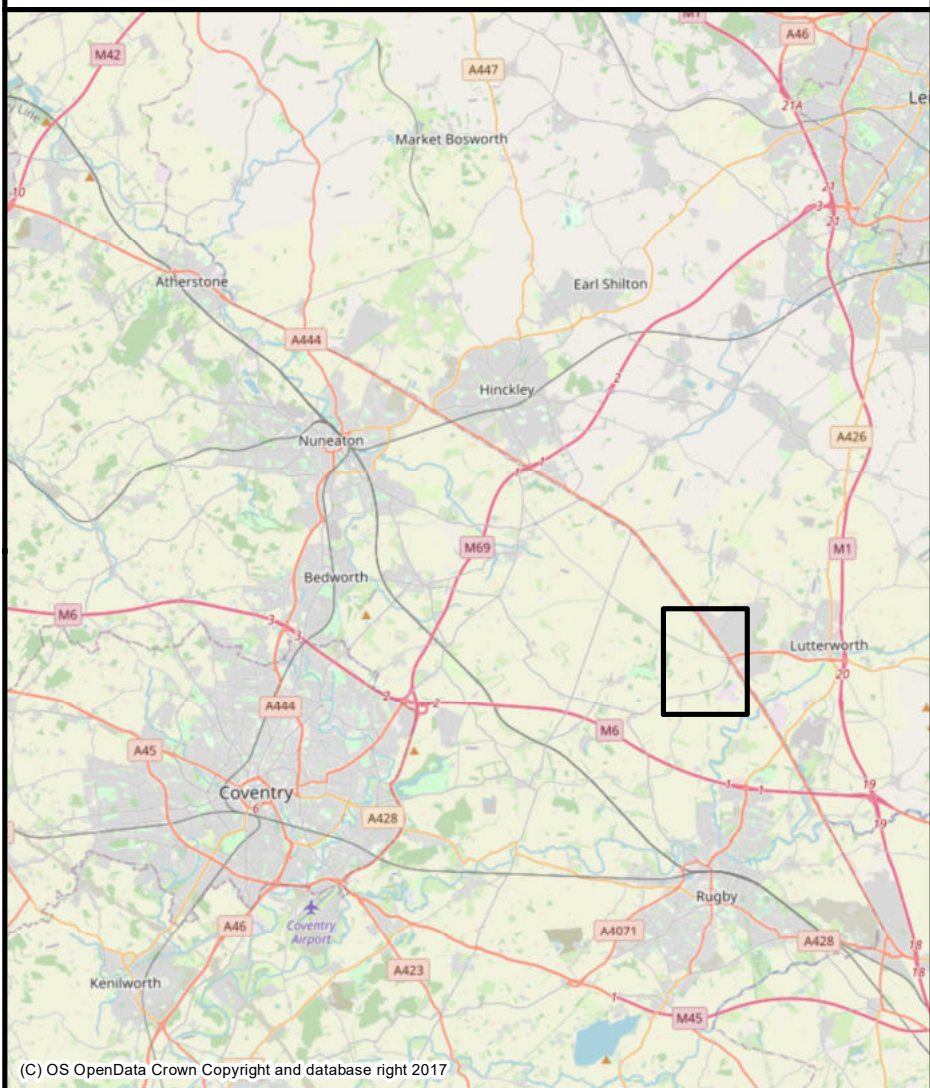 M1
A46
M42
A447
21A
Le
Line
Market Bosworth
10
21
3
21
Atherstone
Earl Shilton
A444
2
Hinckley
A426
Nuneaton
1
1
M69
M1
Bedworth
M6
3
3
Lutterworth
20
2
2
A444
M6
A45
1
1
19
Coventry
6
A428
19
Rugby
A46
Coventry
Airport
A4071
A428
18
A423
18
Kenilworth
1
M45
(C) OS OpenData Crown Copyright and database right 2017